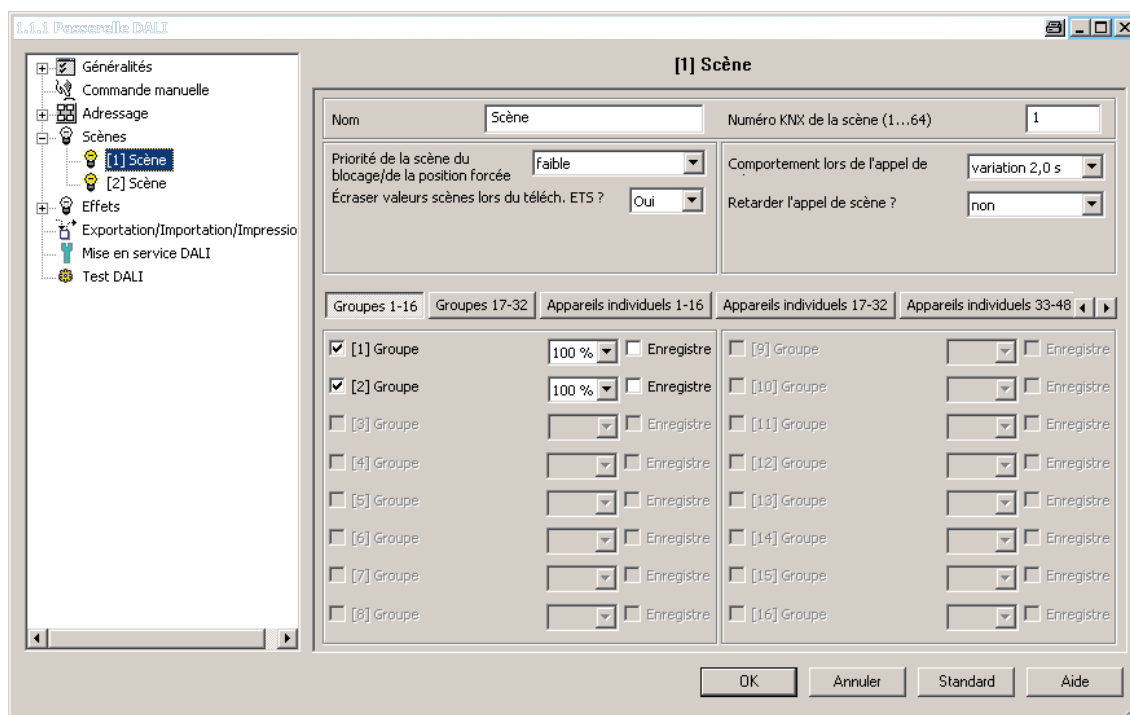 1.1.1 Passerelle DALI
Généralités
Commande manuelle
Adressage
Scènes
[1] Scène
[2] Scène
Effets
Exportation/Importation/Impressio
Mise en service DALI
Test DALI
[1] Scène
Nom
Scène
Numéro KNX de la scène (1...64)
1
Priorité de la scène du
blocage/de la position forcée
faible
Écraser valeurs scènes lors du téléch. ETS ?
Oui
Comportement lors de l'appel de
variation 2,0 s
Retarder l'appel de scène ?
non
Groupes 1-16 Groupes 17-32 Appareils individuels 1-16 Appareils individuels 17-32 Appareils individuels 33-48
[1] Groupe 100 % Enregistre
[2] Groupe 100 % Enregistre
[3] Groupe Enregistre
[4] Groupe Enregistre
[5] Groupe Enregistre
[6] Groupe Enregistre
[7] Groupe Enregistre
[8] Groupe Enregistre
[9] Groupe Enregistre
[10] Groupe Enregistre
[11] Groupe Enregistre
[12] Groupe Enregistre
[13] Groupe Enregistre
[14] Groupe Enregistre
[15] Groupe Enregistre
[16] Groupe Enregistre
OK Annuler Standard Aide